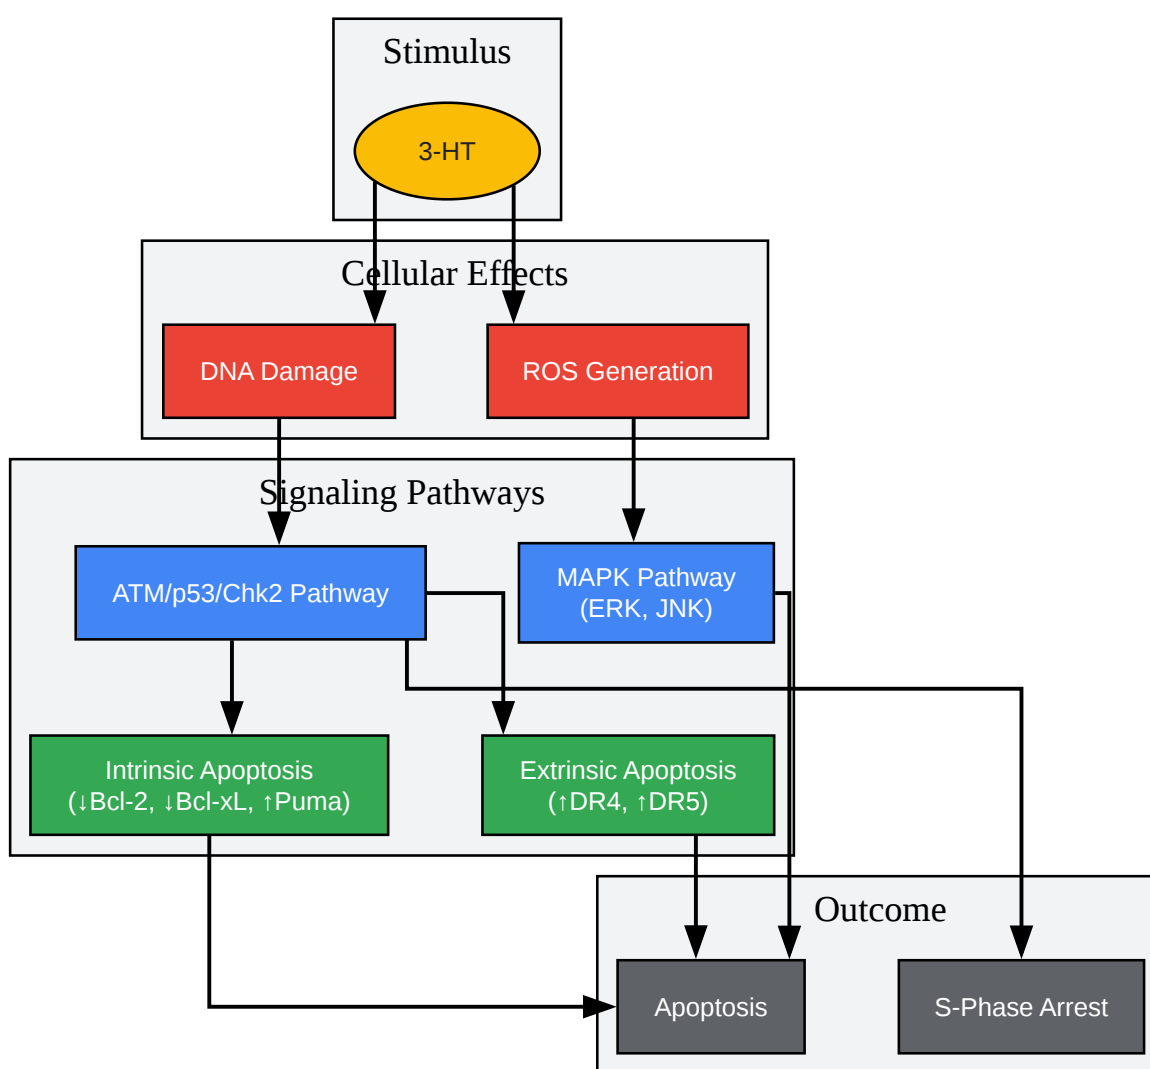 Stimulus
3-HT
Cellular Effects
DNA Damage
ROS Generation
Signaling Pathways
ATM/p53/Chk2 Pathway
MAPK Pathway
(ERK, JNK)
Intrinsic Apoptosis
(↓Bcl-2, ↓Bcl-xL, ↑Puma)
Extrinsic Apoptosis
(↑DR4, ↑DR5)
Outcome
Apoptosis
S-Phase Arrest